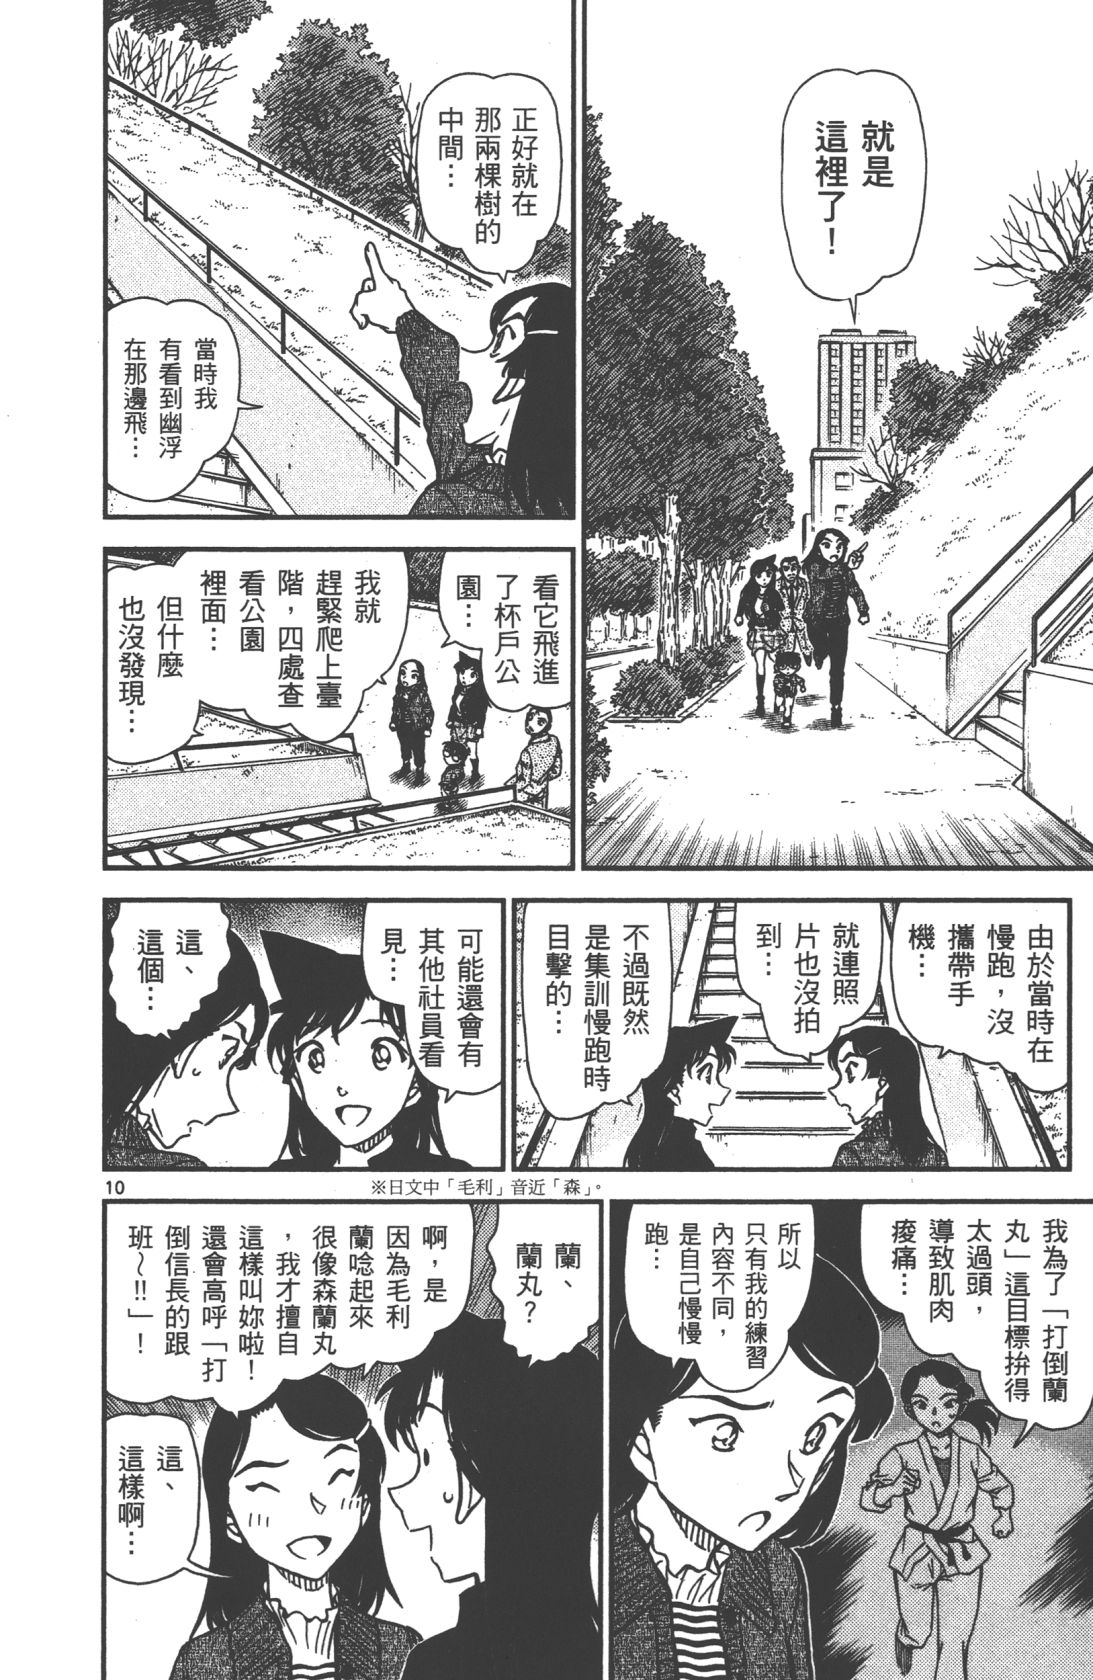 就是
這裡了！
正好就在
那兩棵樹的
中間…
當時我
有看到幽浮
在那邊飛…
看它飛進
了杯戶公
園…
我就
趕緊爬上臺
階，四處查
看公園
裡面…
但什麼
也沒發現…
由於當時在
慢跑，沒
攜帶手
機…
就連照
片也沒拍
到…
不過既然
是集訓慢跑時
目擊的…
可能還會有
其他社員看
見…
這、
這個…
10
※日文中「毛利」音近「森」。
我為了「打倒蘭
丸」這目標拚得
太過頭，
導致肌肉
痠痛…
所以
只有我的練習
內容不同，
是自己慢慢
跑…
蘭、
蘭丸？
啊，是
因為毛利
蘭唸起來
很像森蘭丸
，我才擅自
這樣叫妳啦！
還會高呼「打
倒信長的跟
班～!!」！
這、
這樣啊…